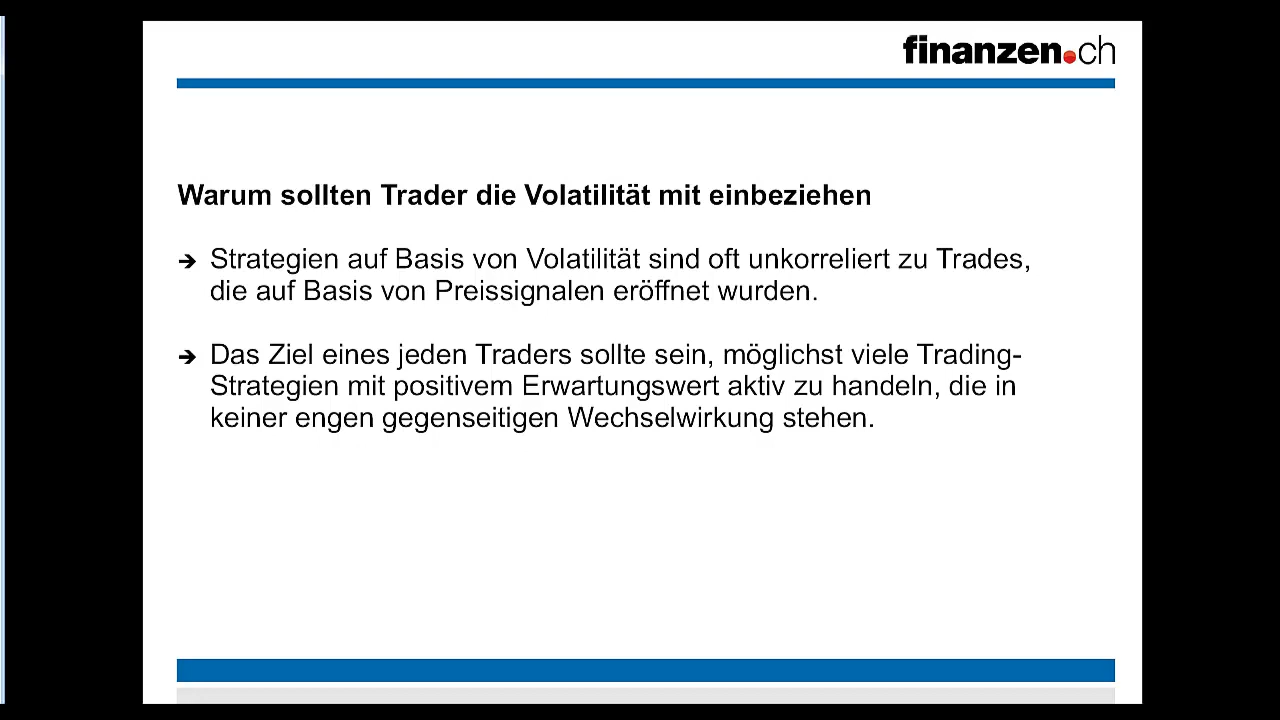 finanzen.ch
Warum sollten Trader die Volatilität mit einbeziehen
➔ Strategien auf Basis von Volatilität sind oft unkorreliert zu Trades,
die auf Basis von Preissignalen eröffnet wurden.
➔ Das Ziel eines jeden Traders sollte sein, möglichst viele Trading-
Strategien mit positivem Erwartungswert aktiv zu handeln, die in
keiner engen gegenseitigen Wechselwirkung stehen.